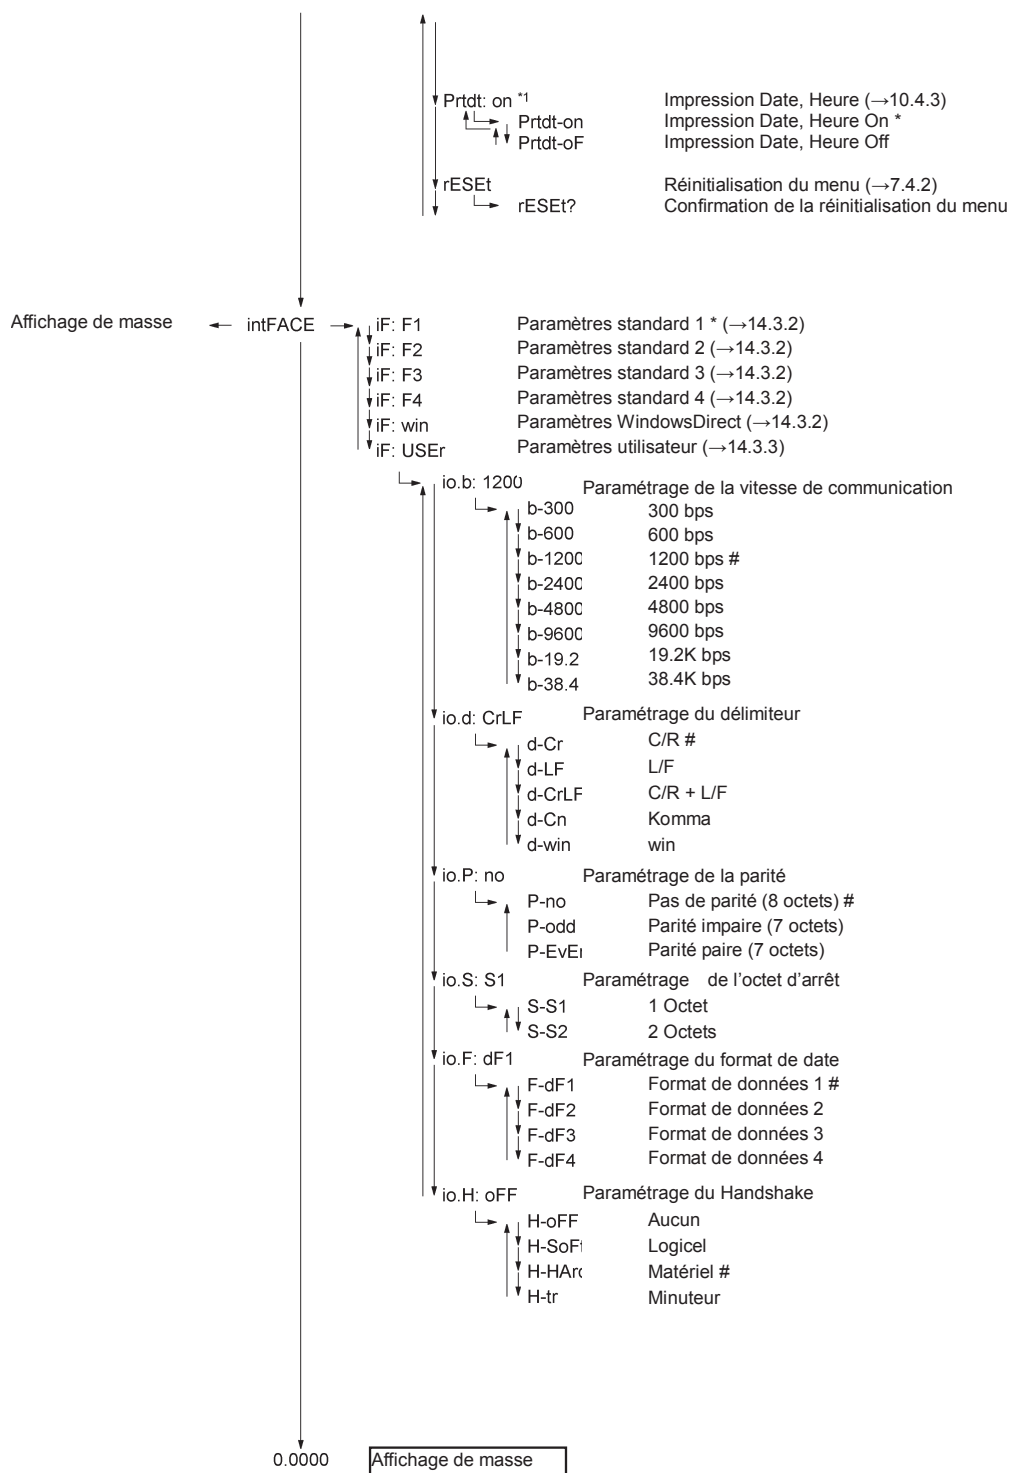 Prtdt: on *1 Impression Date, Heure (→10.4.3)
Prtdt-on Impression Date, Heure On *
Prtdt-oF Impression Date, Heure Off
rESEt Réinitialisation du menu (→7.4.2)
rESEt? Confirmation de la réinitialisation du menu
Affichage de masse intFACE iF: F1 Paramètres standard 1 * (→14.3.2)
iF: F2 Paramètres standard 2 (→14.3.2)
iF: F3 Paramètres standard 3 (→14.3.2)
iF: F4 Paramètres standard 4 (→14.3.2)
iF: win Paramètres WindowsDirect (→14.3.2)
iF: USEr Paramètres utilisateur (→14.3.3)
io.b: 1200 Paramétrage de la vitesse de communication
b-300 300 bps
b-600 600 bps
b-1200 1200 bps #
b-2400 2400 bps
b-4800 4800 bps
b-9600 9600 bps
b-19.2 19.2K bps
b-38.4 38.4K bps
io.d: CrLF Paramétrage du délimiteur
d-Cr C/R #
d-LF L/F
d-CrLF C/R + L/F
d-Cn Komma
d-win win
io.P: no Paramétrage de la parité
P-no Pas de parité (8 octets) #
P-odd Parité impaire (7 octets)
P-EvE Parité paire (7 octets)
io.S: S1 Paramétrage de l'octet d'arrêt
S-S1 1 Octet
S-S2 2 Octets
io.F: dF1 Paramétrage du format de date
F-dF1 Format de données 1 #
F-dF2 Format de données 2
F-dF3 Format de données 3
F-dF4 Format de données 4
io.H: oFF Paramétrage du Handshake
H-oFF Aucun
H-SoF Logicel
H-HAr Matériel #
H-tr Minuteur
0.0000 Affichage de masse